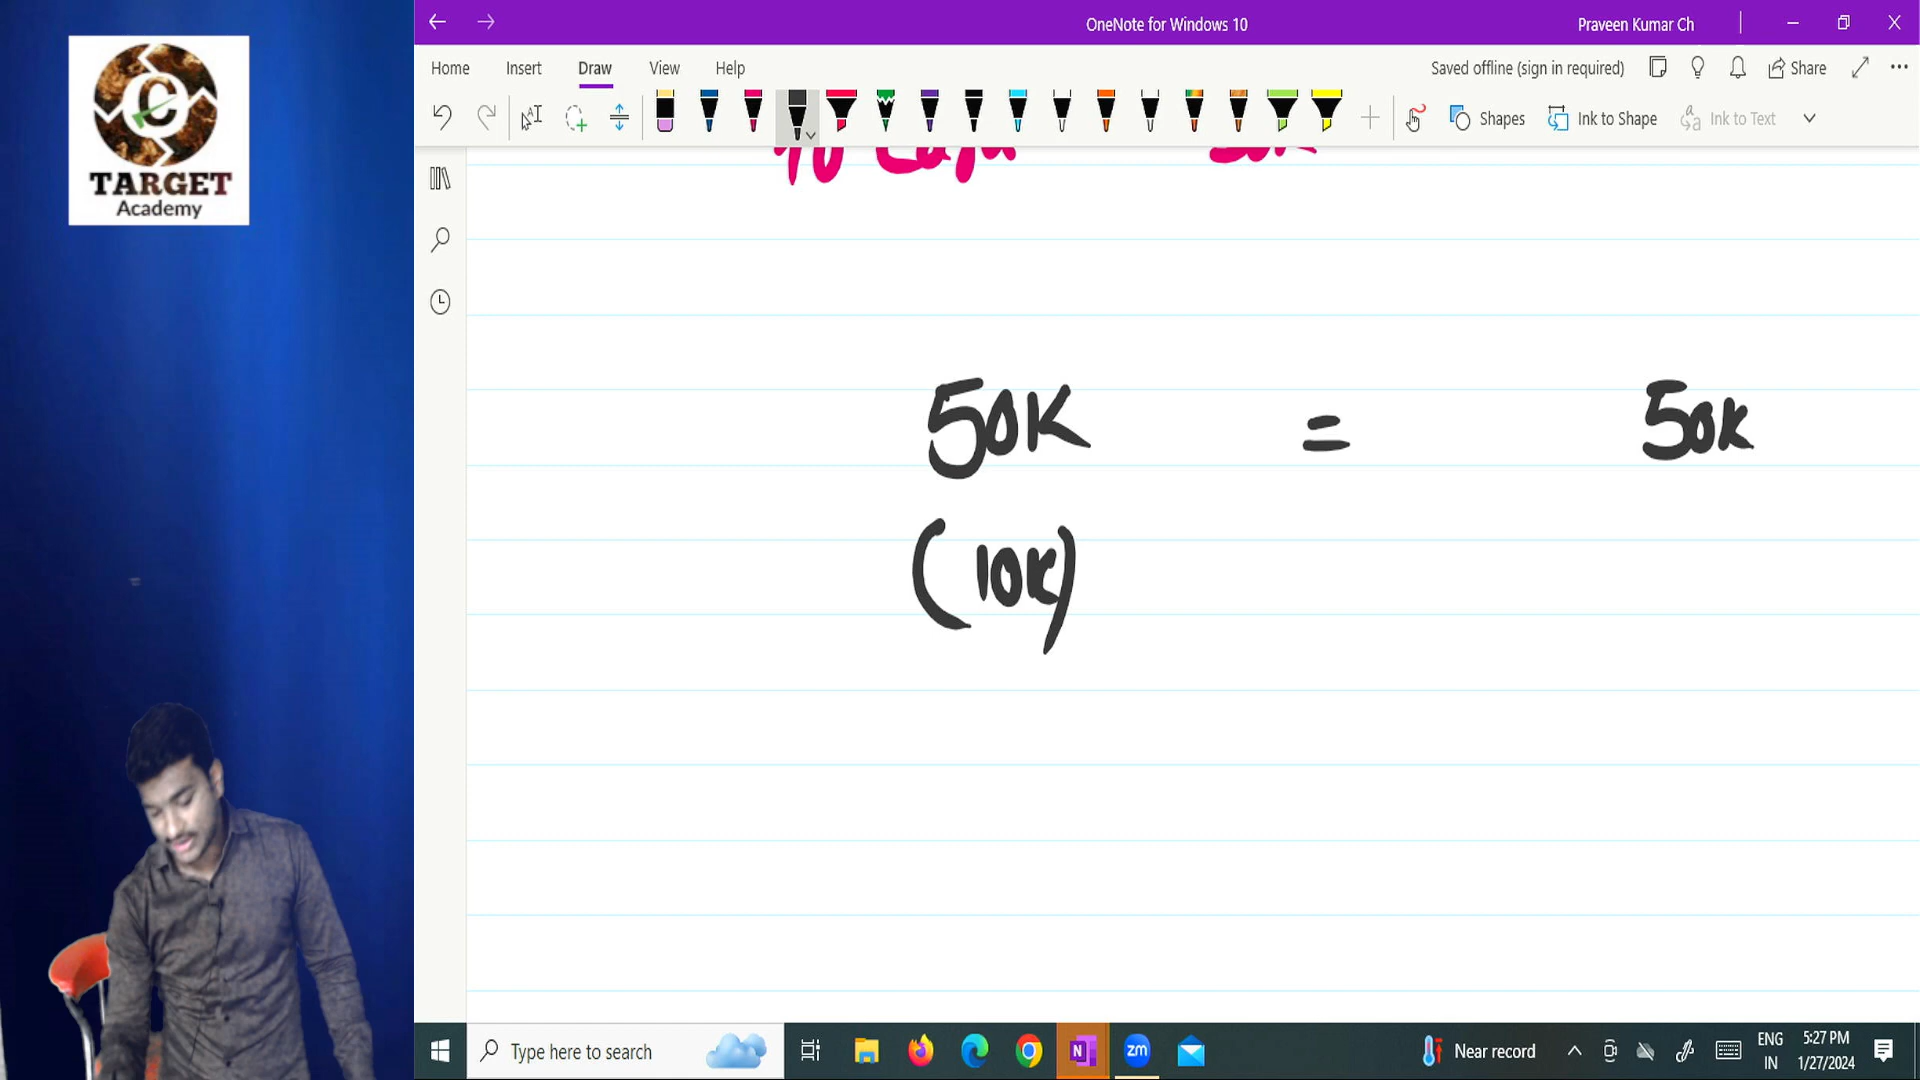 TARGET
Academy
OneNote for Windows 10
Praveen Kumar Ch
Home Insert Draw View Help
Saved offline (sign in required) Share
Shapes Ink to Shape Ink to Text
50K = 50K
(10K)
Type here to search
zm
Near record
ENG
IN
5:27 PM
1/27/2024